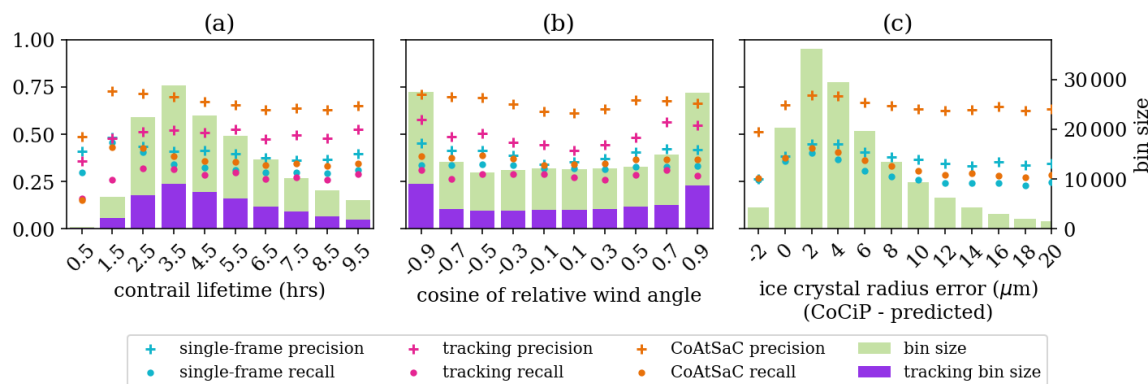 (a)
(b)
(c)
1.00
0.75
0.50
0.25
0.00
30 000
20 000
10 000
0
bin size
0.5 1.5 2.5 3.5 4.5 5.5 6.5 7.5 8.5 9.5
-0.9 -0.7 -0.5 -0.3 -0.1 0.1 0.3 0.5 0.7 0.9
-2 0 2 4 6 8 10 12 14 16 18 20
contrail lifetime (hrs)
cosine of relative wind angle
ice crystal radius error (μm)
(CoCiP - predicted)
single-frame precision
tracking precision
CoAtSaC precision
bin size
single-frame recall
tracking recall
CoAtSaC recall
tracking bin size